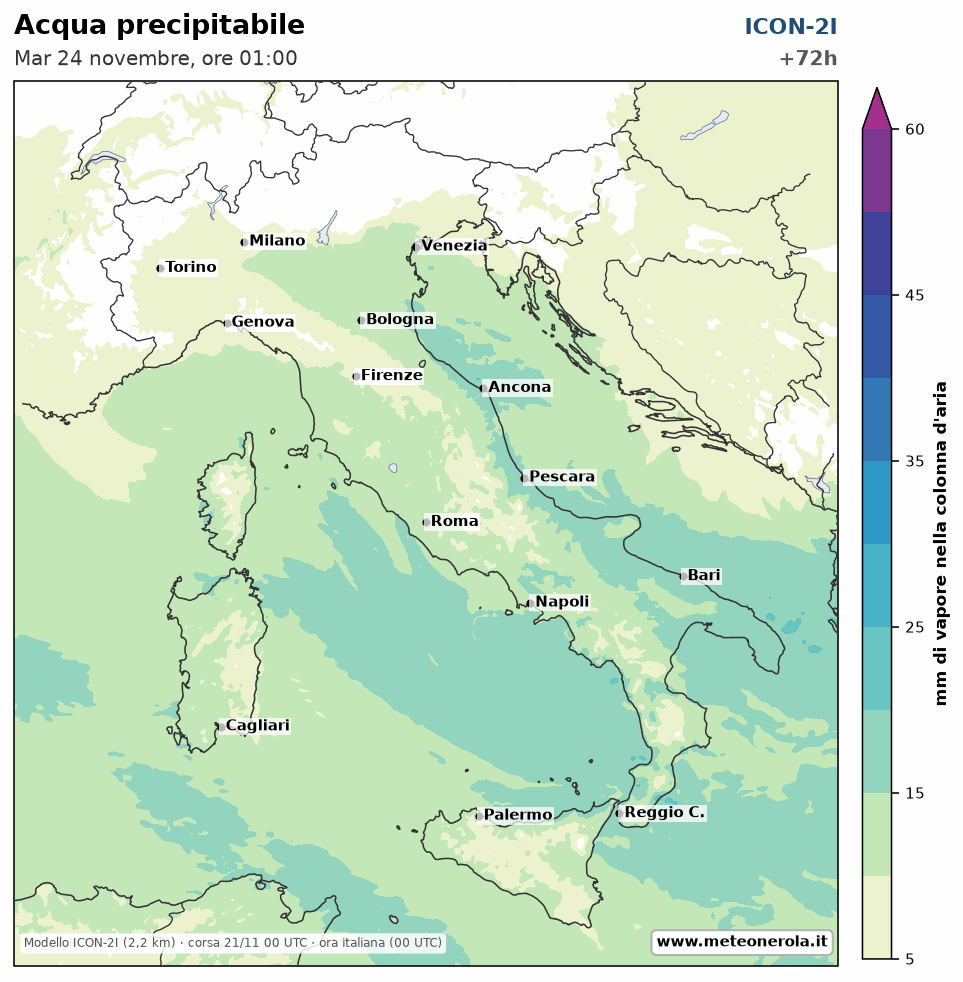 Acqua precipitabile
ICON-2I
Mar 24 novembre, ore 01:00
+72h
60
Milano
Venezia
Torino
45
Genova
Bologna
Firenze
Ancona
35
Pescara
Roma
Bari
Napoli
25
mm di vapore nella colonna d'aria
Cagliari
15
Palermo
Reggio C.
Modello ICON-2I (2,2 km) · corsa 21/11 00 UTC · ora italiana (00 UTC)
www.meteonerola.it
5